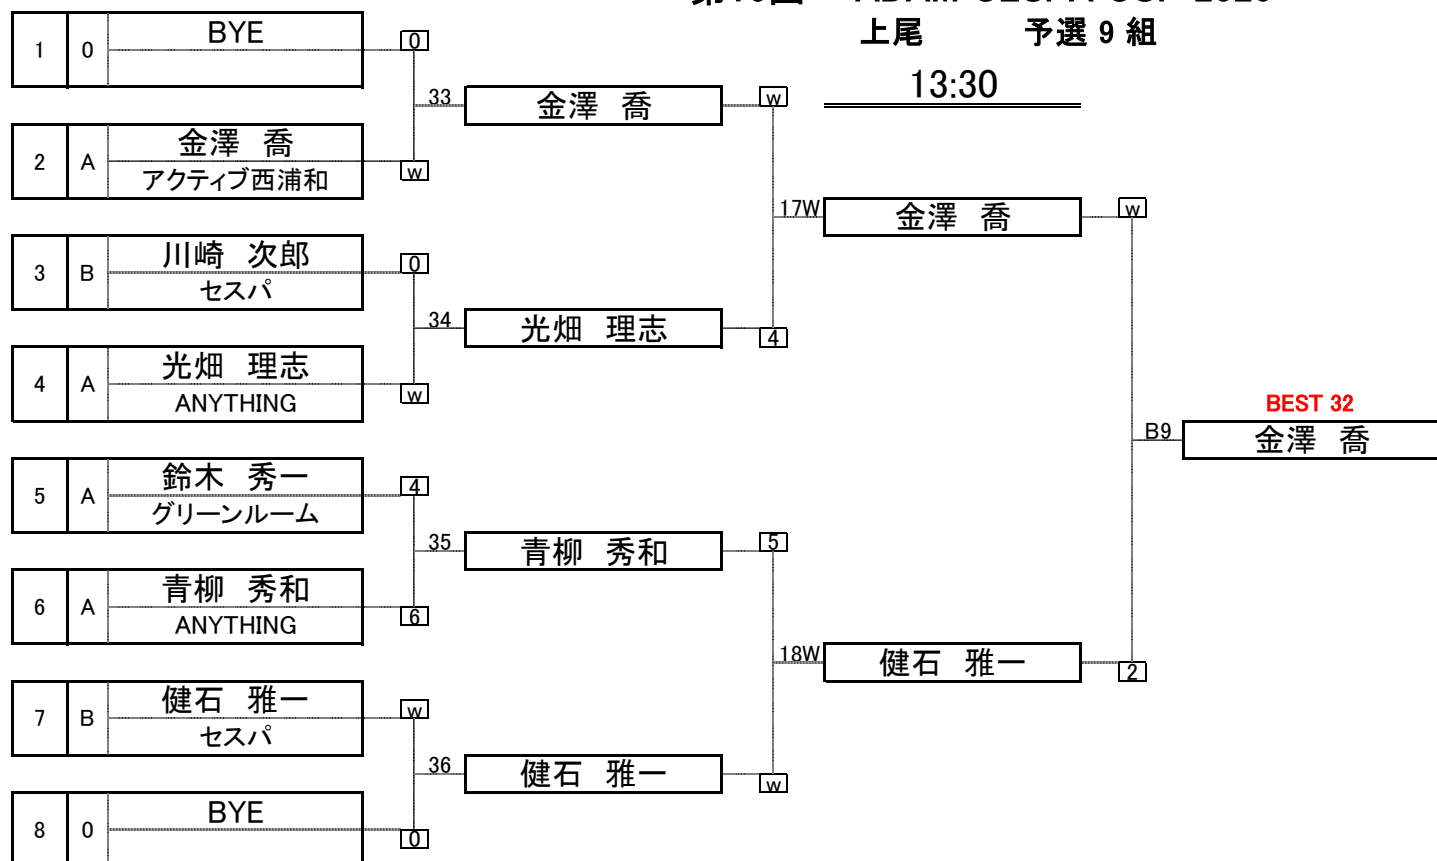 上尾 予選 9 組
13:30
1 0 BYE 0
33 金澤 喬 w
2 A 金澤 喬 w
アクティブ西浦和
17W 金澤 喬 w
3 B 川崎 次郎 0
セスパ
34 光畑 理志 4
4 A 光畑 理志 w
ANYTHING
BEST 32
B9 金澤 喬
5 A 鈴木 秀一 4
グリーンルーム
35 青柳 秀和 5
6 A 青柳 秀和 6
ANYTHING
18W 健石 雅一 2
7 B 健石 雅一 w
セスパ
36 健石 雅一 w
8 0 BYE 0